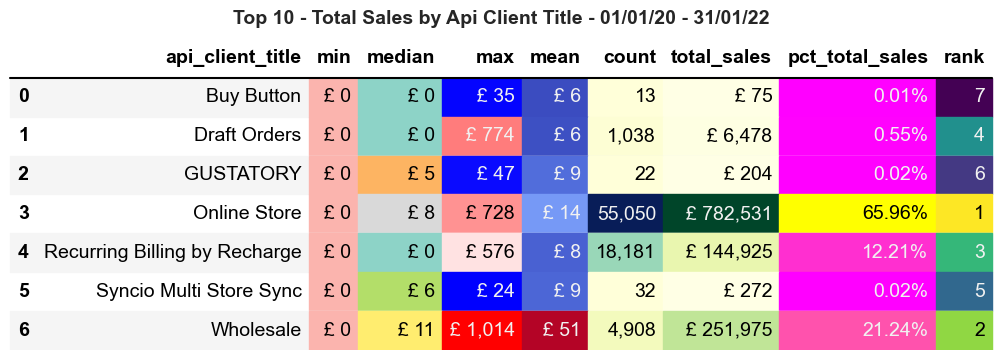 Top 10 - Total Sales by Api Client Title - 01/01/20 - 31/01/22
api_client_title min median max mean count total_sales pct_total_sales rank
0 Buy Button £ 0 £ 0 £ 35 £ 6 13 £ 75 0.01% 7
1 Draft Orders £ 0 £ 0 £ 774 £ 6 1,038 £ 6,478 0.55% 4
2 GUSTATORY £ 0 £ 5 £ 47 £ 9 22 £ 204 0.02% 6
3 Online Store £ 0 £ 8 £ 728 £ 14 55,050 £ 782,531 65.96% 1
4 Recurring Billing by Recharge £ 0 £ 0 £ 576 £ 8 18,181 £ 144,925 12.21% 3
5 Syncio Multi Store Sync £ 0 £ 6 £ 24 £ 9 32 £ 272 0.02% 5
6 Wholesale £ 0 £ 11 £ 1,014 £ 51 4,908 £ 251,975 21.24% 2